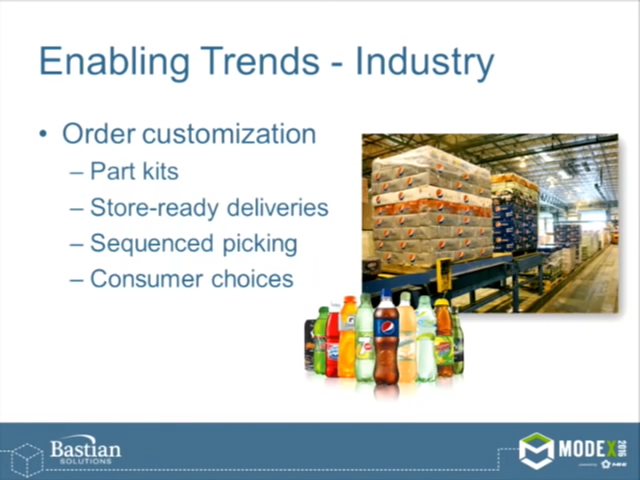 Enabling Trends - Industry
• Order customization
– Part kits
– Store-ready deliveries
– Sequenced picking
– Consumer choices
Bastian
SOLUTIONS
MODEX
2016